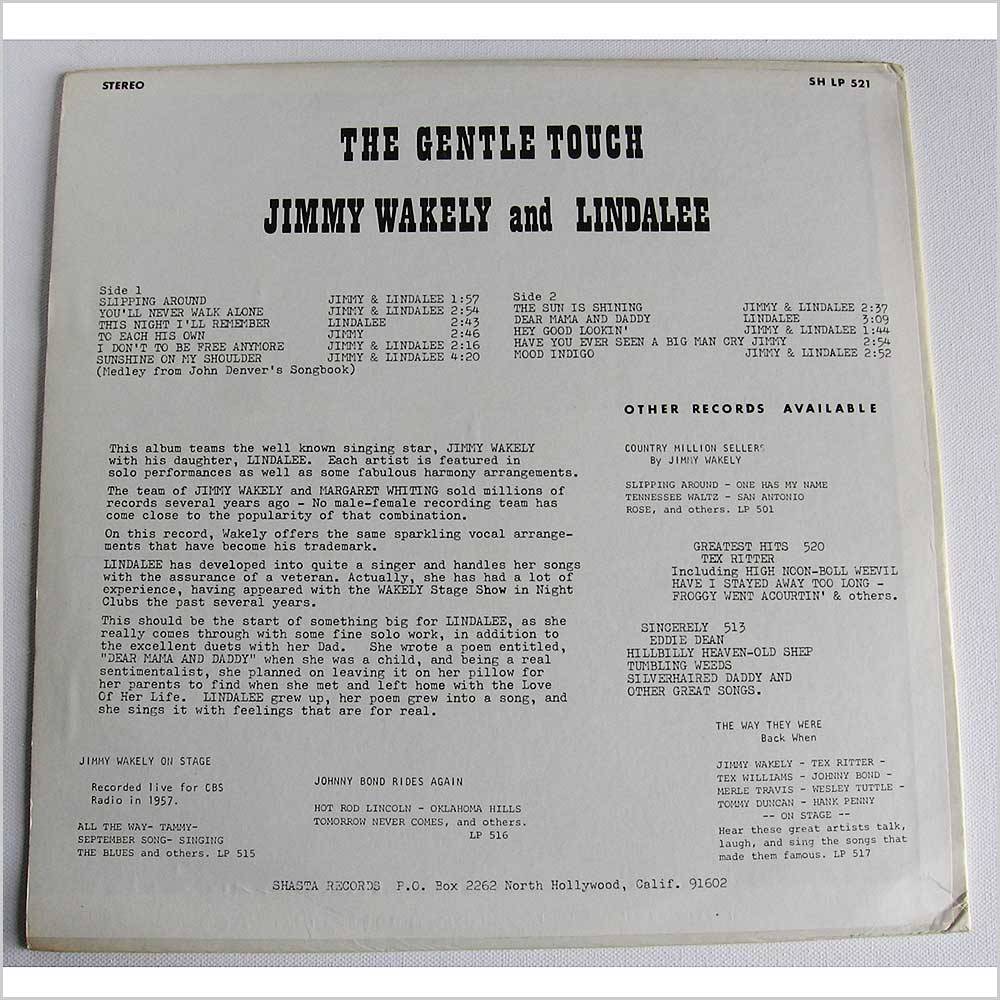 STEREO
SH LP 521
THE GENTLE TOUCH
JIMMY WAKELY and LINDALEE
Side 1
SLIPPING AROUND JIMMY & LINDALEE 1:57
YOU'LL NEVER WALK ALONE JIMMY & LINDALEE 2:54
THIS NIGHT I'LL REMEMBER LINDALEE 2:43
TO EACH HIS OWN JIMMY 2:46
I DON'T TO BE FREE ANYMORE JIMMY & LINDALEE 2:16
SUNSHINE ON MY SHOULDER JIMMY & LINDALEE 4:20
(Medley from John Denver's Songbook)
Side 2
THE SUN IS SHINING JIMMY & LINDALEE 2:37
DEAR MAMA AND DADDY LINDALEE 3:09
HEY GOOD LOOKIN' JIMMY & LINDALEE 1:44
HAVE YOU EVER SEEN A BIG MAN CRY JIMMY 2:54
MOOD INDIGO JIMMY & LINDALEE 2:52
This album teams the well known singing star, JIMMY WAKELY
with his daughter, LINDALEE. Each artist is featured in
solo performances as well as some fabulous harmony arrangements.
The team of JIMMY WAKELY and MARGARET WHITING sold millions of
records several years ago - No male-female recording team has
come close to the popularity of that combination.
On this record, Wakely offers the same sparkling vocal arrange-
ments that have become his trademark.
LINDALEE has developed into quite a singer and handles her songs
with the assurance of a veteran. Actually, she has had a lot of
experience, having appeared with the WAKELY Stage Show in Night
Clubs the past several years.
This should be the start of something big for LINDALEE, as she
really comes through with some fine solo work, in addition to
the excellent duets with her Dad. She wrote a poem entitled,
"DEAR MAMA AND DADDY" when she was a child, and being a real
sentimentalist, she planned on leaving it on her pillow for
her parents to find when she met and left home with the Love
Of Her Life. LINDALEE grew up, her poem grew into a song, and
she sings it with feelings that are for real.
OTHER RECORDS AVAILABLE
COUNTRY MILLION SELLERS
By JIMMY WAKELY
SLIPPING AROUND - ONE HAS MY NAME
TENNESSEE WALTZ - SAN ANTONIO
ROSE, and others. LP 501
GREATEST HITS 520
TEX RITTER
Including HIGH NOON-BOLL WEEVIL
HAVE I STAYED AWAY TOO LONG -
FROGGY WENT ACOURTIN' & others.
SINCERELY 513
EDDIE DEAN
HILLBILLY HEAVEN-OLD SHEP
TUMBLING WEEDS
SILVERHAIRED DADDY AND
OTHER GREAT SONGS.
THE WAY THEY WERE
Back When
JIMMY WAKELY - TEX RITTER -
TEX WILLIAMS - JOHNNY BOND -
MERLE TRAVIS - WESLEY TUTTLE -
TOMMY DUNCAN - HANK PENNY
-- ON STAGE --
Hear these great artists talk,
laugh, and sing the songs that
made them famous. LP 517
JIMMY WAKELY ON STAGE
Recorded live for CBS
Radio in 1957.
ALL THE WAY- TAMMY-
SEPTEMBER SONG- SINGING
THE BLUES and others. LP 515
JOHNNY BOND RIDES AGAIN
HOT ROD LINCOLN - OKLAHOMA HILLS
TOMORROW NEVER COMES, and others.
LP 516
SHASTA RECORDS P.O. Box 2262 North Hollywood, Calif. 91602